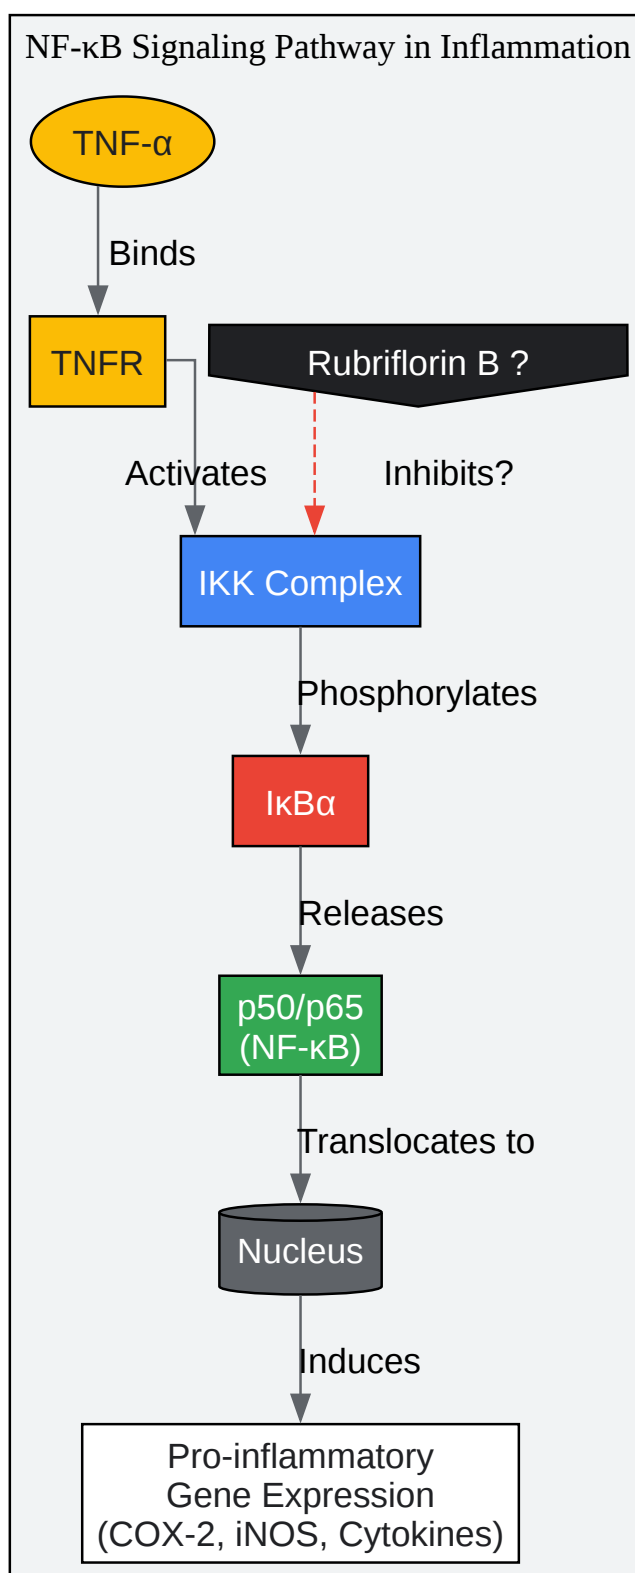 NF-κB Signaling Pathway in Inflammation
TNF-α
Binds
TNFR
Rubriflorin B ?
Activates
Inhibits?
IKK Complex
Phosphorylates
IκBα
Releases
p50/p65
(NF-κB)
Translocates to
Nucleus
Induces
Pro-inflammatory
Gene Expression
(COX-2, iNOS, Cytokines)